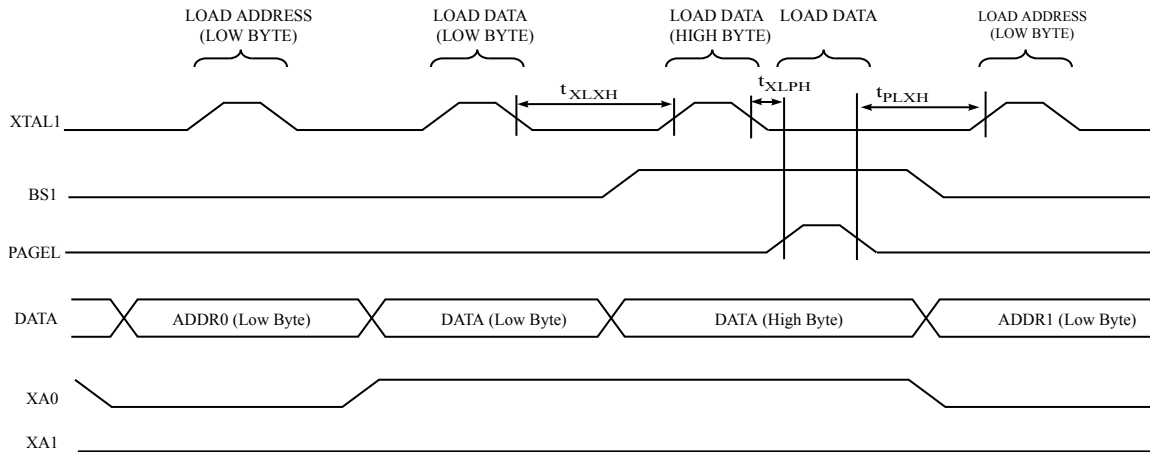 LOAD ADDRESS
(LOW BYTE)
LOAD DATA
(LOW BYTE)
LOAD DATA
(HIGH BYTE)
LOAD DATA
LOAD ADDRESS
(LOW BYTE)
tXLXH
tXLPH
tPLXH
XTAL1
BS1
PAGEL
DATA
ADDR0 (Low Byte)
DATA (Low Byte)
DATA (High Byte)
ADDR1 (Low Byte)
XA0
XA1